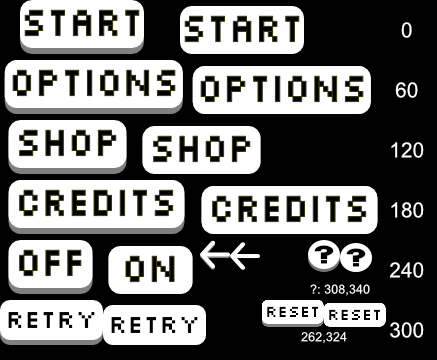 START START 0
OPTIONS OPTIONS 60
SHOP SHOP 120
CREDITS CREDITS 180
OFF ON ? ? 240
?: 308,340
RETRY RETRY RESET RESET 300
262,324